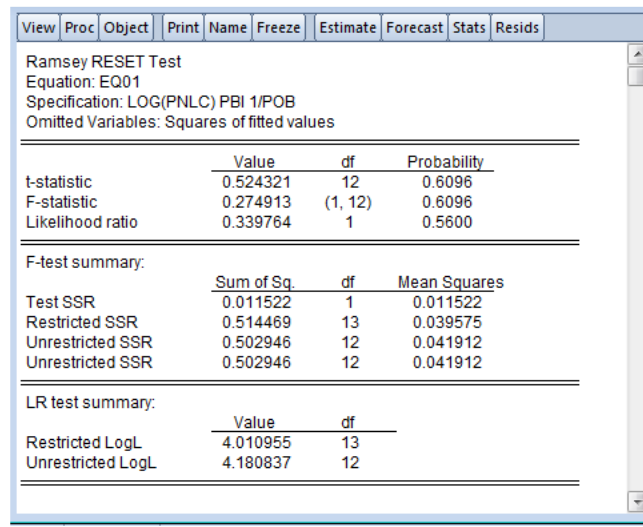 View Proc Object Print Name Freeze Estimate Forecast Stats Resids
Ramsey RESET Test
Equation: EQ01
Specification: LOG(PNLC) PBI 1/POB
Omitted Variables: Squares of fitted values
Value df Probability
t-statistic 0.524321 12 0.6096
F-statistic 0.274913 (1, 12) 0.6096
Likelihood ratio 0.339764 1 0.5600
F-test summary:
Sum of Sq. df Mean Squares
Test SSR 0.011522 1 0.011522
Restricted SSR 0.514469 13 0.039575
Unrestricted SSR 0.502946 12 0.041912
Unrestricted SSR 0.502946 12 0.041912
LR test summary:
Value df
Restricted LogL 4.010955 13
Unrestricted LogL 4.180837 12